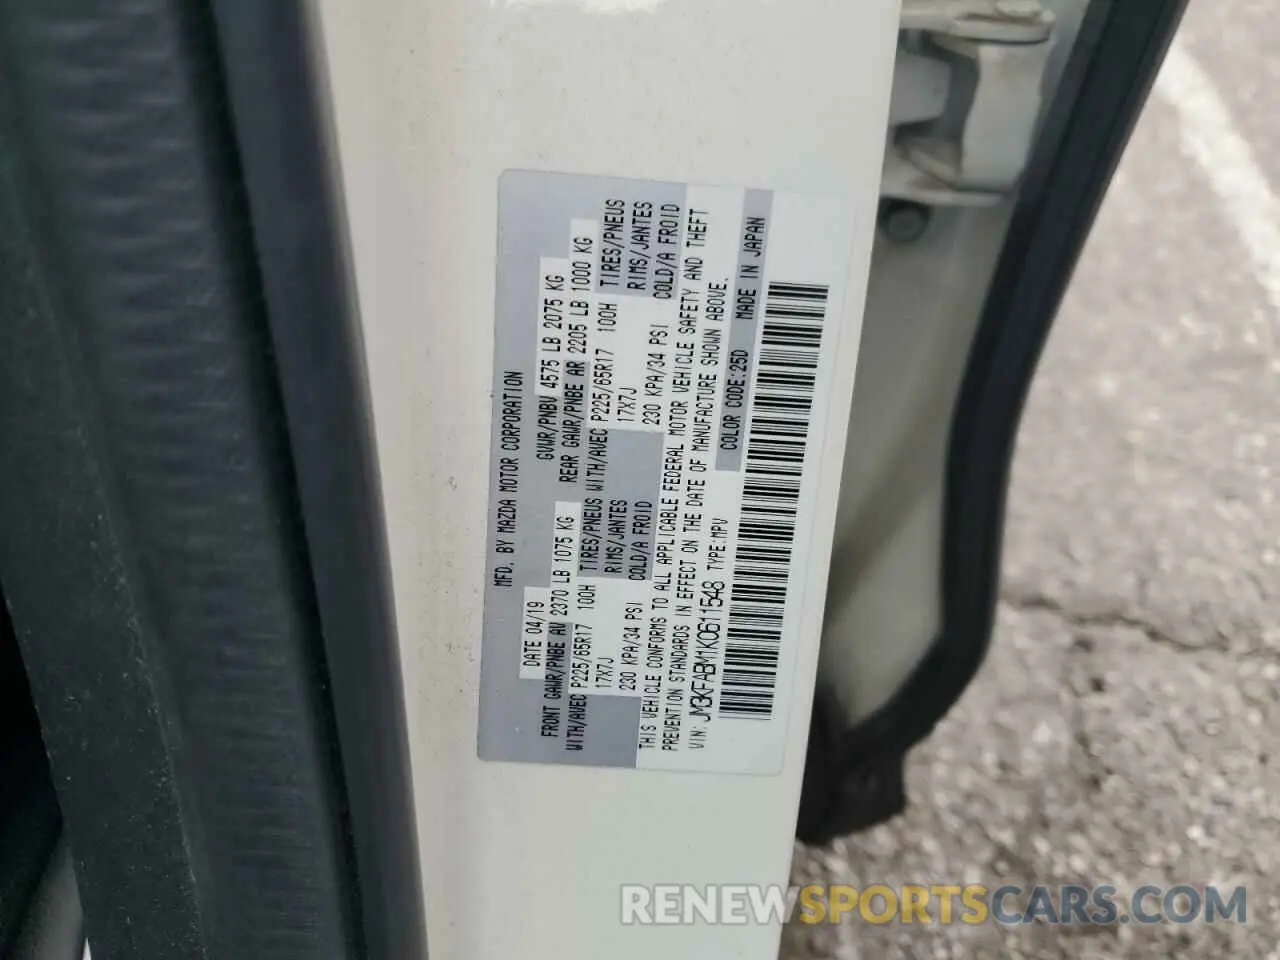 MFD. BY MAZDA MOTOR CORPORATION
DATE 04/19 GVWR/PNBV 4575 LB 2075 KG
FRONT GAWR/PNBE AV 2370 LB 1075 KG REAR GAWR/PNBE AR 2205 LB 1000 KG
WITH/AVEC P225/65R17 100H TIRES/PNEUS WITH/AVEC P225/65R17 100H TIRES/PNEUS
17X7J RIMS/JANTES 17X7J RIMS/JANTES
230 KPA/34 PSI COLD/A FROID 230 KPA/34 PSI COLD/A FROID
THIS VEHICLE CONFORMS TO ALL APPLICABLE FEDERAL MOTOR VEHICLE SAFETY AND THEFT
PREVENTION STANDARDS IN EFFECT ON THE DATE OF MANUFACTURE SHOWN ABOVE.
VIN: JM3KFABM1K0611548 TYPE:MPV COLOR CODE:25D MADE IN JAPAN
RENEWSPORTSCARS.COM